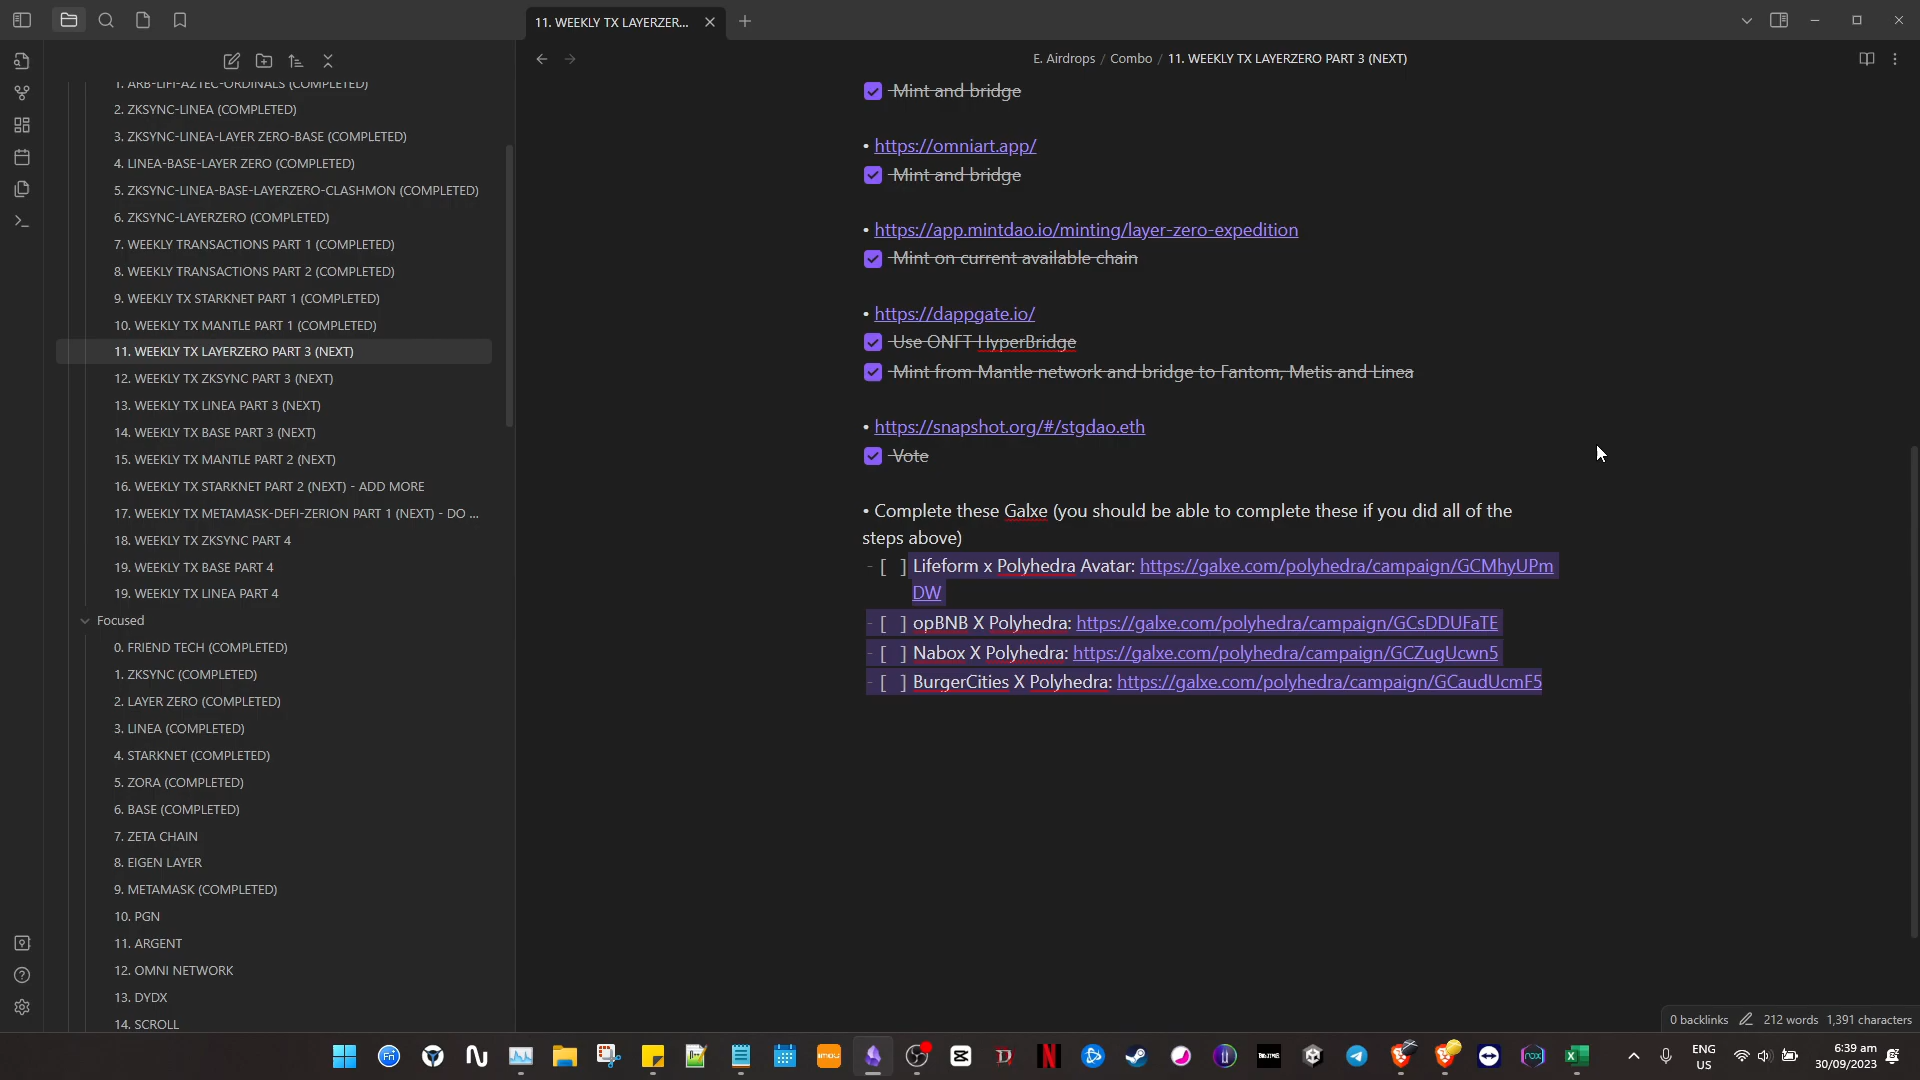 11. WEEKLY TX LAYERZER...
E. Airdrops / Combo / 11. WEEKLY TX LAYERZERO PART 3 (NEXT)
1. ARB-LIFI-AZTEC-ORDINALS (COMPLETED)
2. ZKSYNC-LINEA (COMPLETED)
3. ZKSYNC-LINEA-LAYER ZERO-BASE (COMPLETED)
4. LINEA-BASE-LAYER ZERO (COMPLETED)
5. ZKSYNC-LINEA-BASE-LAYERZERO-CLASHMON (COMPLETED)
6. ZKSYNC-LAYERZERO (COMPLETED)
7. WEEKLY TRANSACTIONS PART 1 (COMPLETED)
8. WEEKLY TRANSACTIONS PART 2 (COMPLETED)
9. WEEKLY TX STARKNET PART 1 (COMPLETED)
10. WEEKLY TX MANTLE PART 1 (COMPLETED)
11. WEEKLY TX LAYERZERO PART 3 (NEXT)
12. WEEKLY TX ZKSYNC PART 3 (NEXT)
13. WEEKLY TX LINEA PART 3 (NEXT)
14. WEEKLY TX BASE PART 3 (NEXT)
15. WEEKLY TX MANTLE PART 2 (NEXT)
16. WEEKLY TX STARKNET PART 2 (NEXT) - ADD MORE
17. WEEKLY TX METAMASK-DEFI-ZERION PART 1 (NEXT) - DO ...
18. WEEKLY TX ZKSYNC PART 4
19. WEEKLY TX BASE PART 4
19. WEEKLY TX LINEA PART 4
Focused
0. FRIEND TECH (COMPLETED)
1. ZKSYNC (COMPLETED)
2. LAYER ZERO (COMPLETED)
3. LINEA (COMPLETED)
4. STARKNET (COMPLETED)
5. ZORA (COMPLETED)
6. BASE (COMPLETED)
7. ZETA CHAIN
8. EIGEN LAYER
9. METAMASK (COMPLETED)
10. PGN
11. ARGENT
12. OMNI NETWORK
13. DYDX
14. SCROLL
Mint and bridge
• https://omniart.app/
Mint and bridge
• https://app.mintdao.io/minting/layer-zero-expedition
Mint on current available chain
• https://dappgate.io/
Use ONFT HyperBridge
Mint from Mantle network and bridge to Fantom, Metis and Linea
• https://snapshot.org/#/stgdao.eth
Vote
• Complete these Galxe (you should be able to complete these if you did all of the
steps above)
- [ ] Lifeform x Polyhedra Avatar: https://galxe.com/polyhedra/campaign/GCMhyUPm
DW
- [ ] opBNB X Polyhedra: https://galxe.com/polyhedra/campaign/GCsDDUFaTE
- [ ] Nabox X Polyhedra: https://galxe.com/polyhedra/campaign/GCZugUcwn5
- [ ] BurgerCities X Polyhedra: https://galxe.com/polyhedra/campaign/GCaudUcmF5
0 backlinks 212 words 1,391 characters
ENG
US
6:39 am
30/09/2023